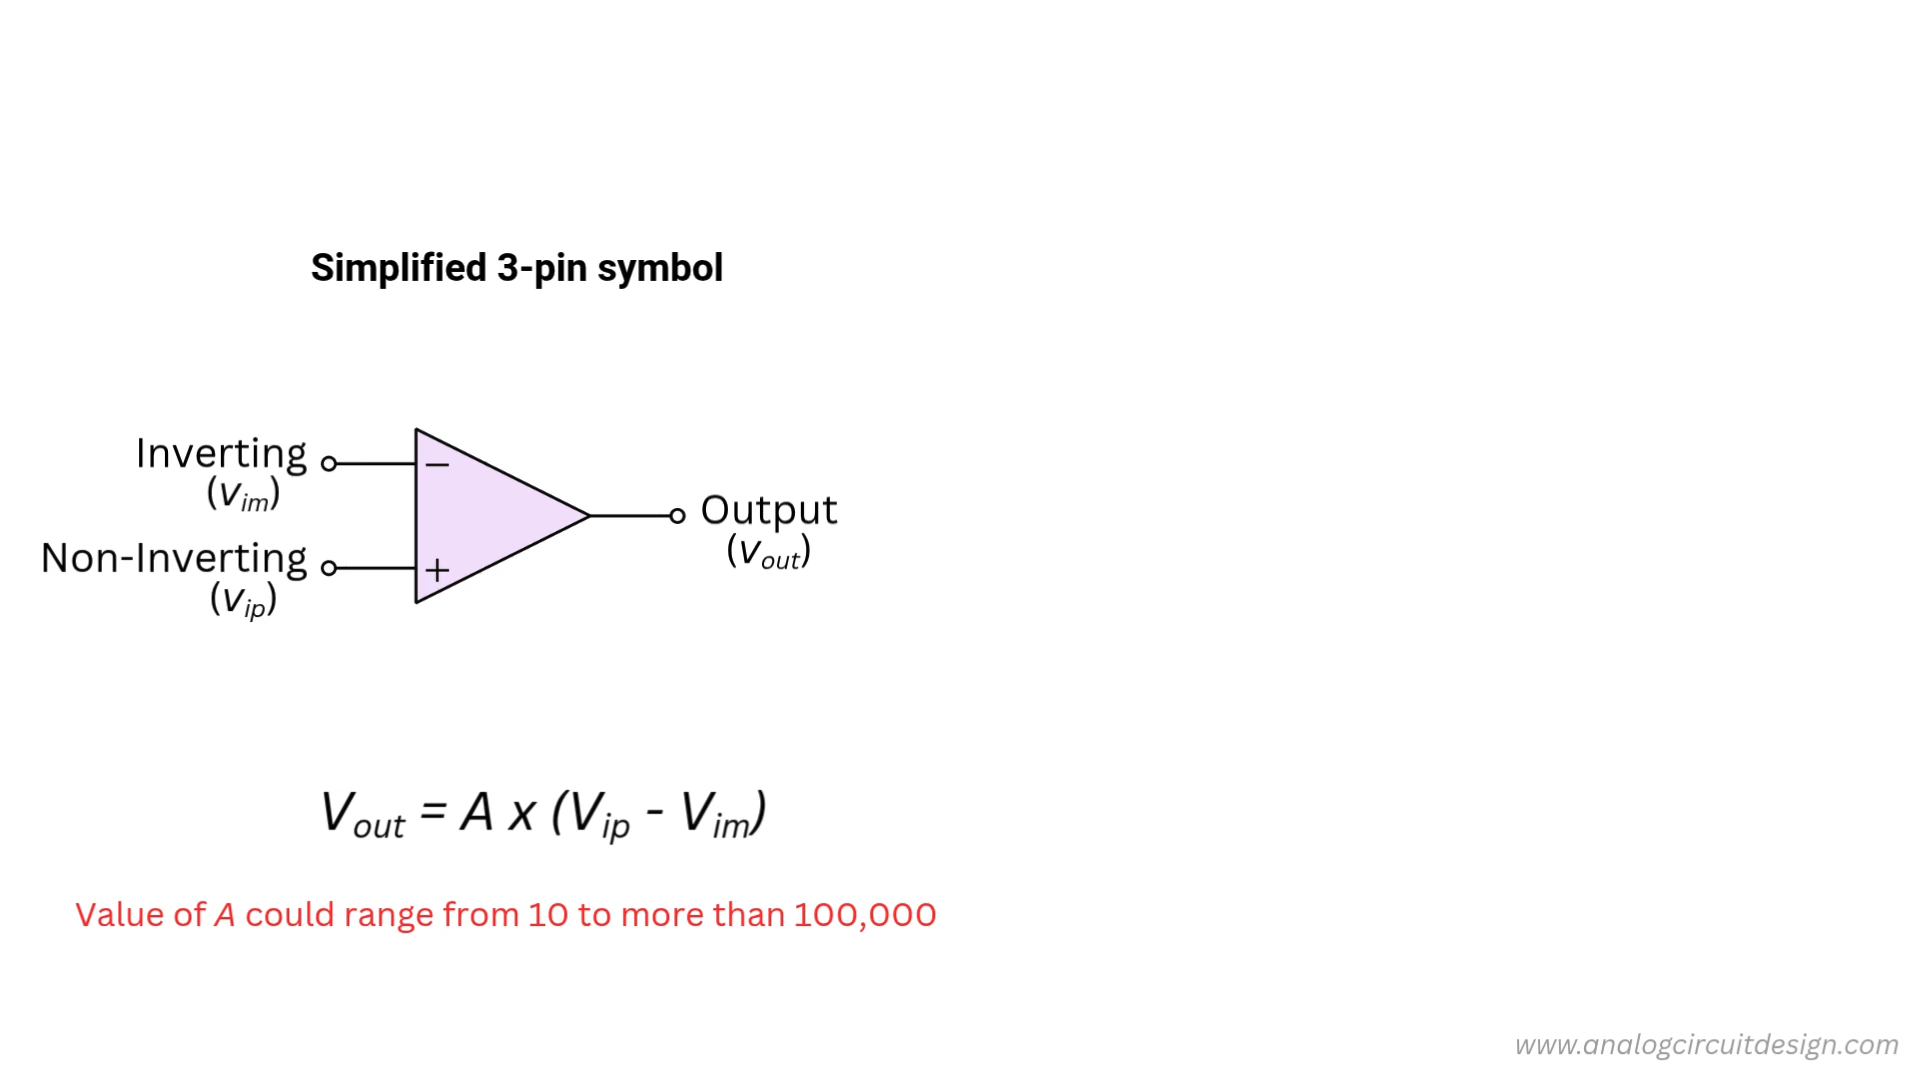 Simplified 3-pin symbol
Inverting
(Vim)
−
Output
(Vout)
Non-Inverting
(Vip)
+
Vout = A x (Vip - Vim)
Value of A could range from 10 to more than 100,000
www.analogcircuitdesign.com